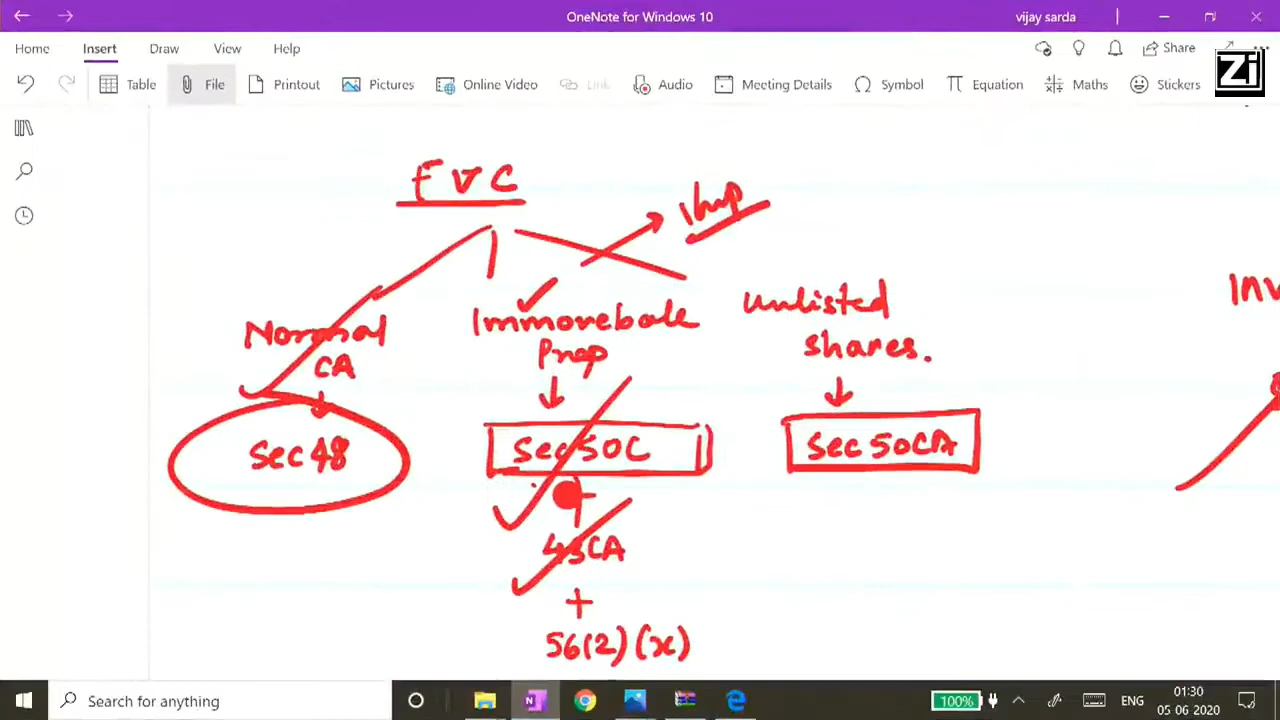 OneNote for Windows 10
vijay sarda
Home Insert Draw View Help
Share
Table File Printout Pictures Online Video Link Audio Meeting Details Symbol Equation Maths Stickers
Zi
FVC
Imp
Normal CA
Immovebale Prop
Unlisted shares.
Inv
Sec 48
Sec 50C
Sec 50CA
+
43CA
+
56(2)(x)
Search for anything
100%
ENG
01:30
05-06-2020